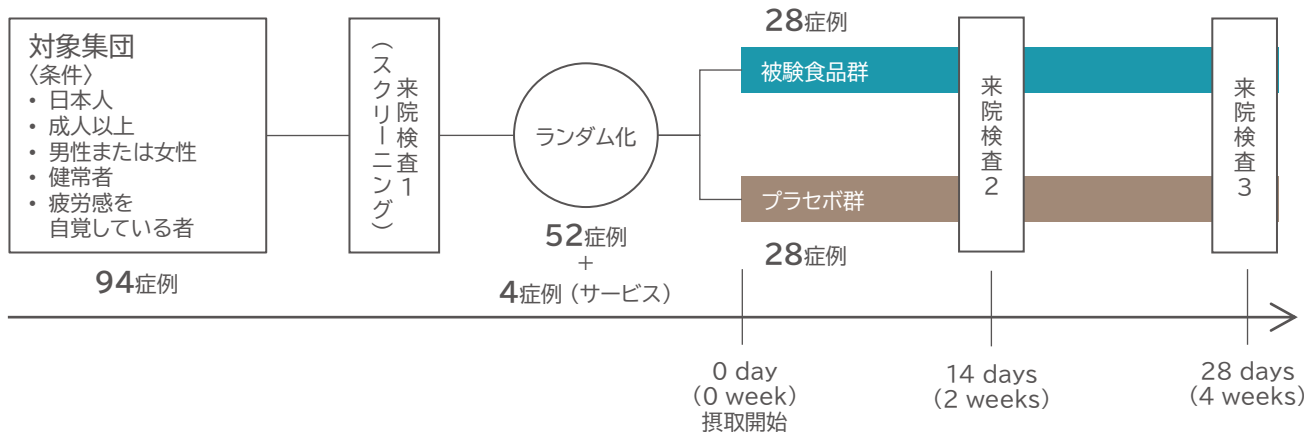 対象集団
〈条件〉
・ 日本人
・ 成人以上
・ 男性または女性
・ 健常者
・ 疲労感を
自覚している者
94症例
来院検査1
（スクリーニング）
ランダム化
52症例
+
4症例（サービス）
28症例
被験食品群
プラセボ群
28症例
来院検査2
来院検査3
0 day
（0 week）
摂取開始
14 days
（2 weeks）
28 days
（4 weeks）